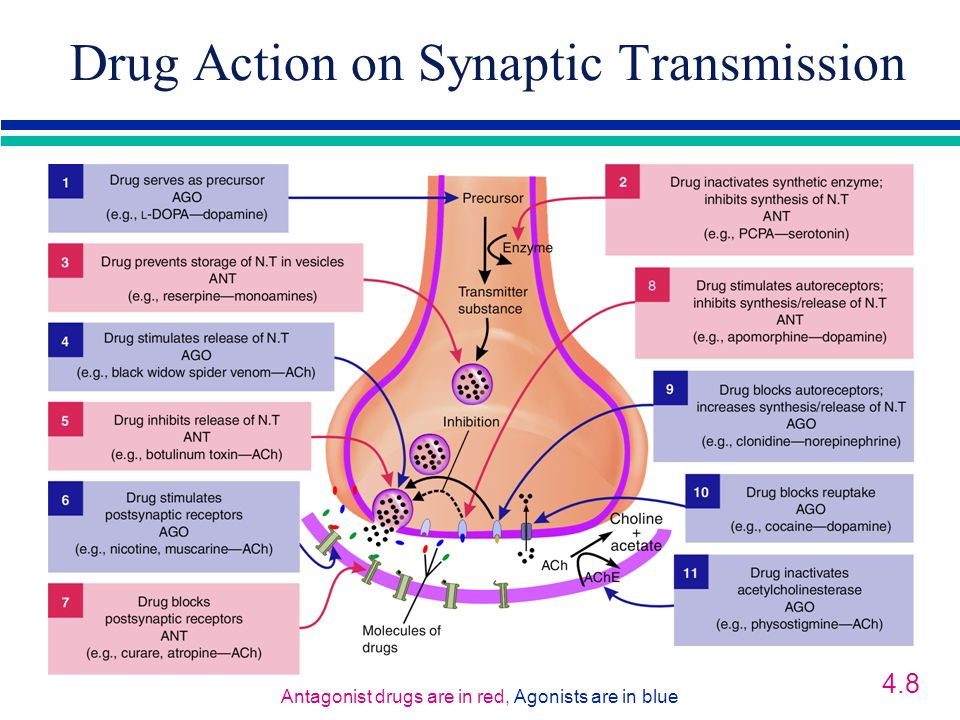 Drug Action on Synaptic Transmission
1
Drug serves as precursor
AGO
(e.g., L-DOPA—dopamine)
Precursor
2
Drug inactivates synthetic enzyme;
inhibits synthesis of N.T
ANT
(e.g., PCPA—serotonin)
Enzyme
3
Drug prevents storage of N.T in vesicles
ANT
(e.g., reserpine—monoamines)
Transmitter
substance
8
Drug stimulates autoreceptors;
inhibits synthesis/release of N.T
ANT
(e.g., apomorphine—dopamine)
4
Drug stimulates release of N.T
AGO
(e.g., black widow spider venom—ACh)
9
Drug blocks autoreceptors;
increases synthesis/release of N.T
AGO
(e.g., clonidine—norepinephrine)
5
Drug inhibits release of N.T
ANT
(e.g., botulinum toxin—ACh)
Inhibition
6
Drug stimulates
postsynaptic receptors
AGO
(e.g., nicotine, muscarine—ACh)
10
Drug blocks reuptake
AGO
(e.g., cocaine—dopamine)
Choline
+
acetate
ACh
AChE
7
Drug blocks
postsynaptic receptors
ANT
(e.g., curare, atropine—ACh)
11
Drug inactivates
acetylcholinesterase
AGO
(e.g., physostigmine—ACh)
Molecules of
drugs
4.8
Antagonist drugs are in red, Agonists are in blue